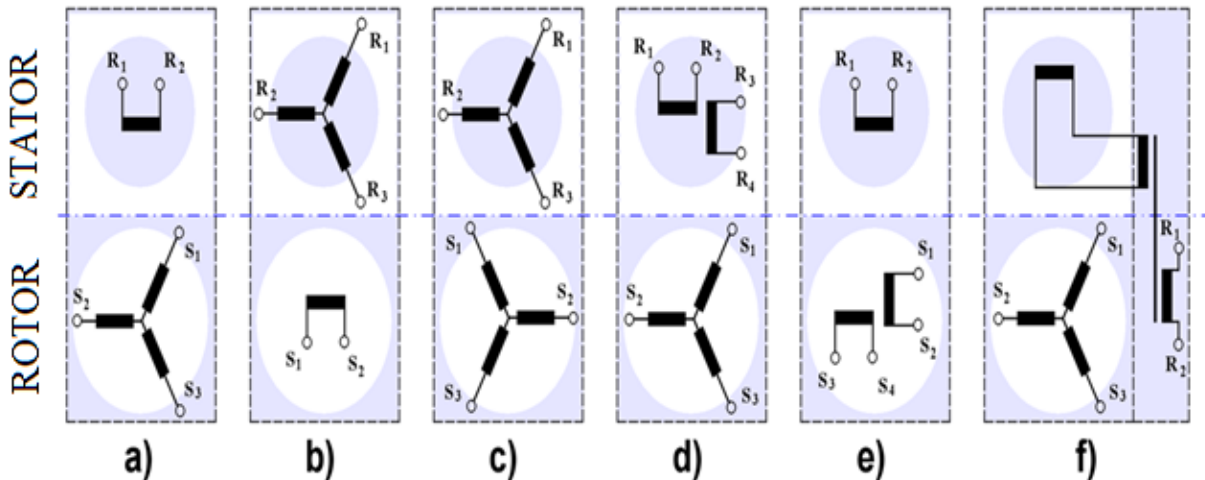 STATOR
R1 R2
R1
R2
R3
R1
R2
R3
R1 R2
R3
R4
R1 R2
ROTOR
S1
S2
S3
S1 S2
S1
S2
S3
S1
S2
S3
S1
S2
S3 S4
S1
S2
S3
R1
R2
a) b) c) d) e) f)